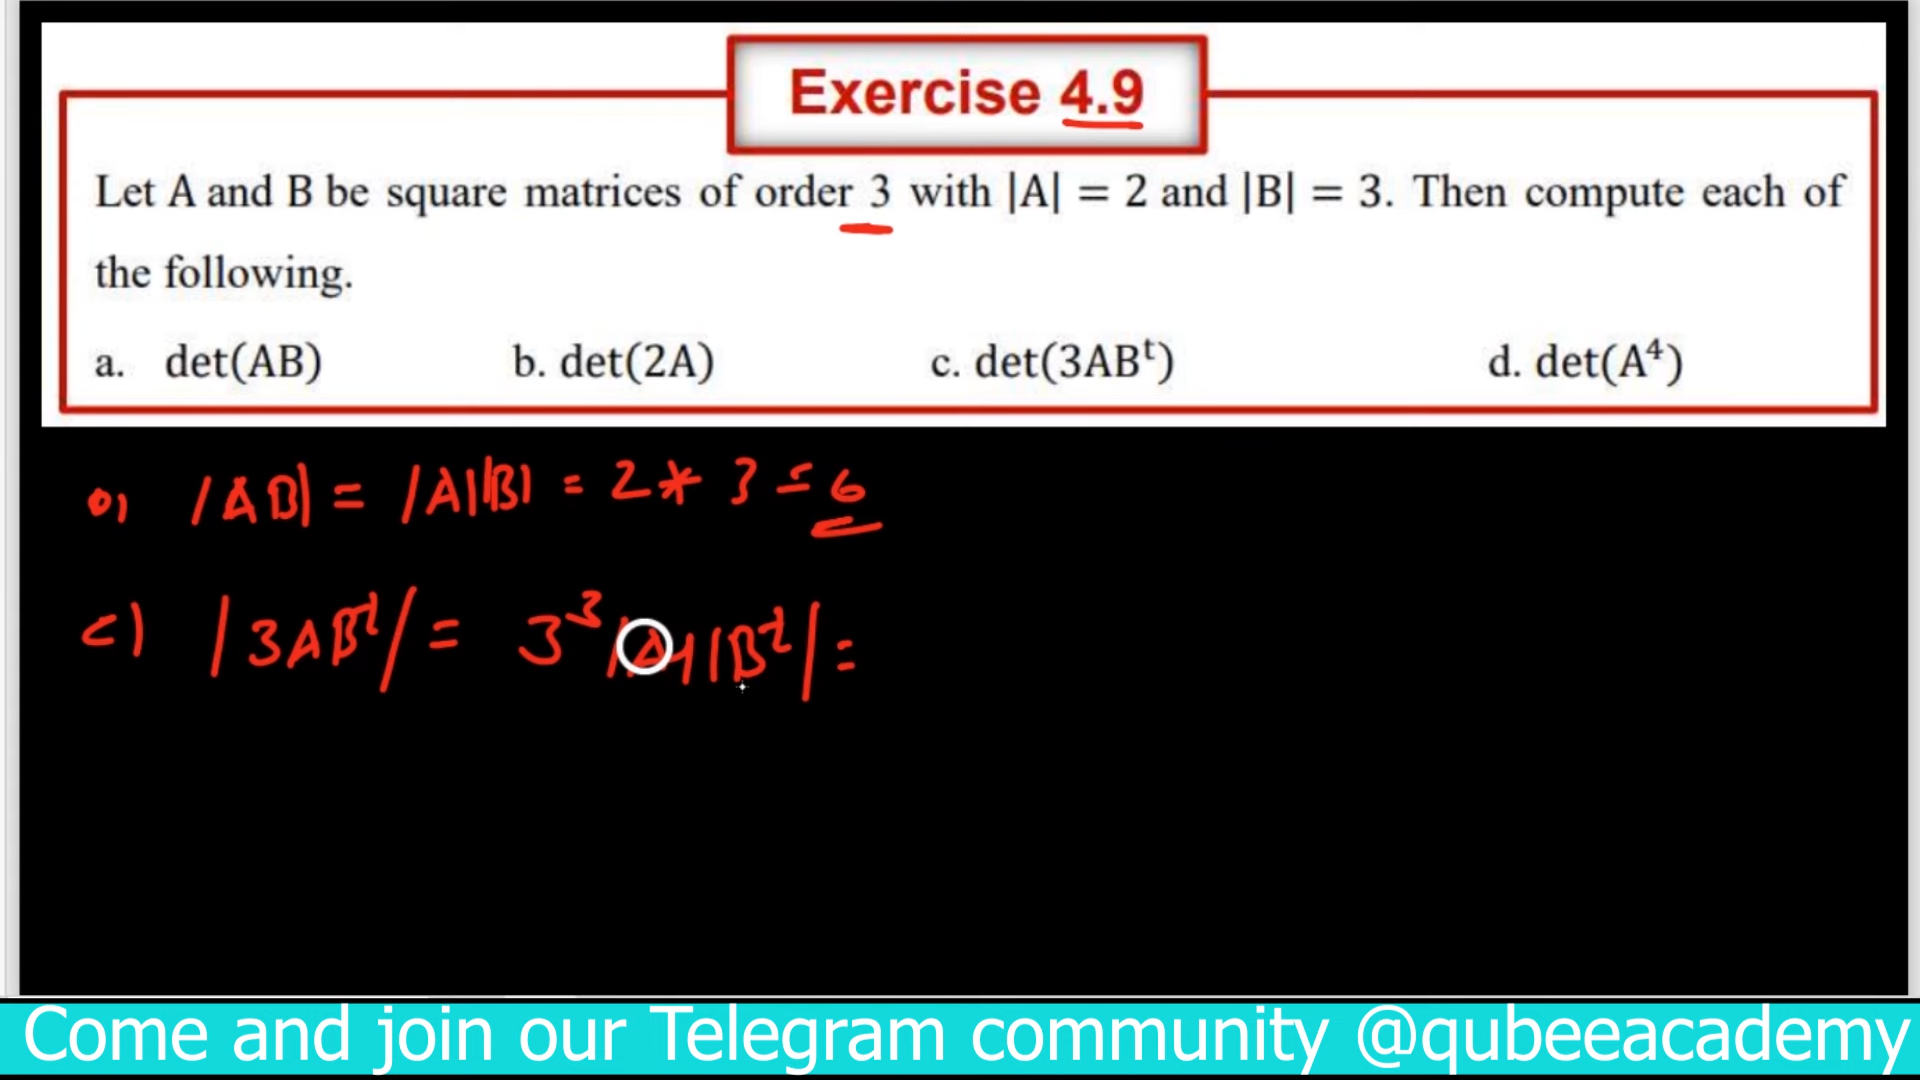 Exercise 4.9
Let A and B be square matrices of order 3 with |A| = 2 and |B| = 3. Then compute each of
the following.
a. det(AB) b. det(2A) c. det(3ABᵗ) d. det(A⁴)
a) |AB| = |A||B| = 2 * 3 = 6
c) |3ABᵗ| = 3³ |A||Bᵗ| =
Come and join our Telegram community @qubeeacademy